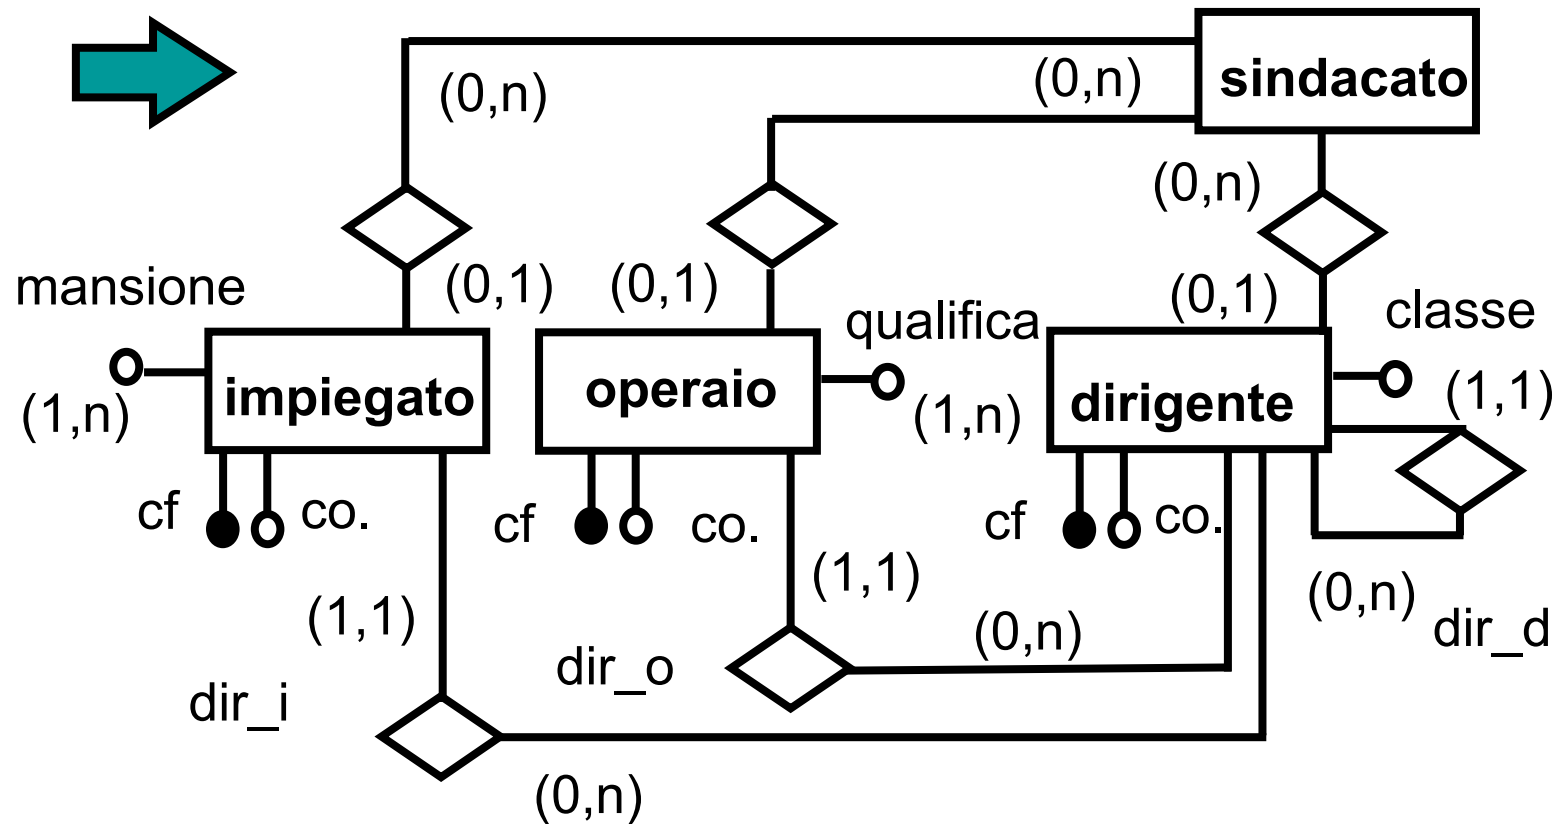 sindacato
(0,n)
(0,n)
(0,n)
mansione
(0,1)
(0,1)
(0,1)
classe
qualifica
impiegato
operaio
dirigente
(1,n)
(1,n)
(1,1)
cf
co.
cf
co.
cf
co.
(1,1)
(1,1)
(0,n)
(0,n)
dir_d
dir_o
dir_i
(0,n)